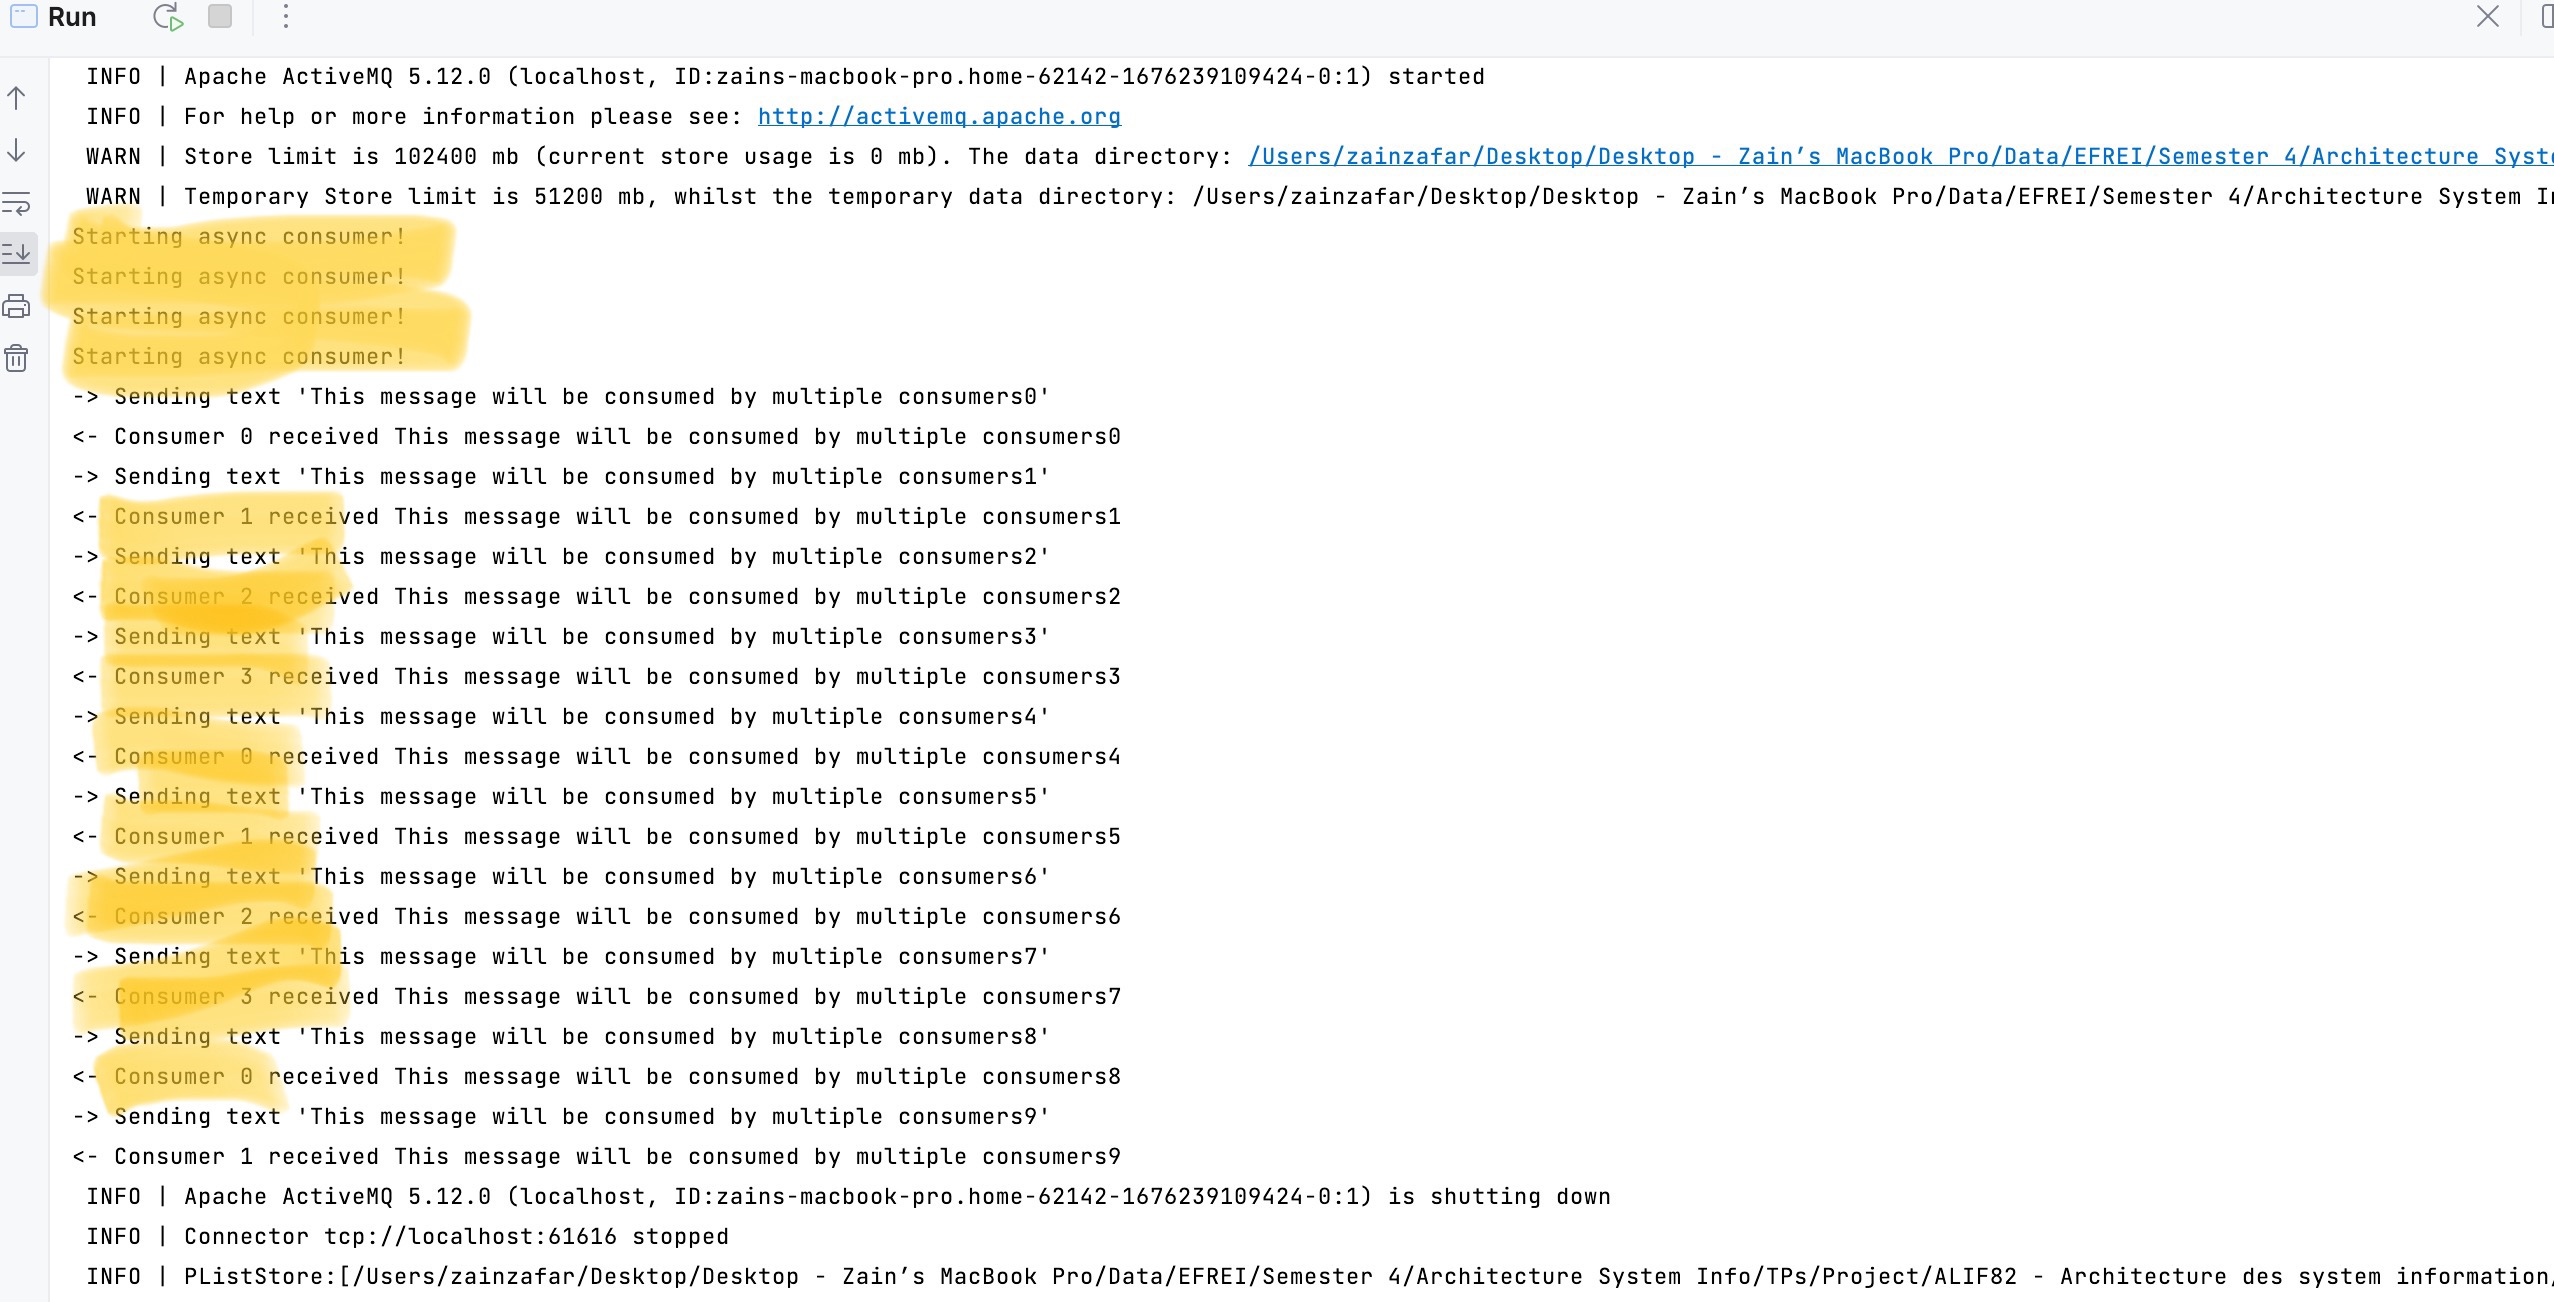 Run
INFO | Apache ActiveMQ 5.12.0 (localhost, ID:zains-macbook-pro.home-62142-1676239109424-0:1) started
INFO | For help or more information please see: http://activemq.apache.org
WARN | Store limit is 102400 mb (current store usage is 0 mb). The data directory: /Users/zainzafar/Desktop/Desktop - Zain’s MacBook Pro/Data/EFREI/Semester 4/Architecture Syst
WARN | Temporary Store limit is 51200 mb, whilst the temporary data directory: /Users/zainzafar/Desktop/Desktop - Zain’s MacBook Pro/Data/EFREI/Semester 4/Architecture System I
Starting async consumer!
Starting async consumer!
Starting async consumer!
Starting async consumer!
-> Sending text 'This message will be consumed by multiple consumers0'
<- Consumer 0 received This message will be consumed by multiple consumers0
-> Sending text 'This message will be consumed by multiple consumers1'
<- Consumer 1 received This message will be consumed by multiple consumers1
-> Sending text 'This message will be consumed by multiple consumers2'
<- Consumer 2 received This message will be consumed by multiple consumers2
-> Sending text 'This message will be consumed by multiple consumers3'
<- Consumer 3 received This message will be consumed by multiple consumers3
-> Sending text 'This message will be consumed by multiple consumers4'
<- Consumer 0 received This message will be consumed by multiple consumers4
-> Sending text 'This message will be consumed by multiple consumers5'
<- Consumer 1 received This message will be consumed by multiple consumers5
-> Sending text 'This message will be consumed by multiple consumers6'
<- Consumer 2 received This message will be consumed by multiple consumers6
-> Sending text 'This message will be consumed by multiple consumers7'
<- Consumer 3 received This message will be consumed by multiple consumers7
-> Sending text 'This message will be consumed by multiple consumers8'
<- Consumer 0 received This message will be consumed by multiple consumers8
-> Sending text 'This message will be consumed by multiple consumers9'
<- Consumer 1 received This message will be consumed by multiple consumers9
INFO | Apache ActiveMQ 5.12.0 (localhost, ID:zains-macbook-pro.home-62142-1676239109424-0:1) is shutting down
INFO | Connector tcp://localhost:61616 stopped
INFO | PListStore:[/Users/zainzafar/Desktop/Desktop - Zain’s MacBook Pro/Data/EFREI/Semester 4/Architecture System Info/TPs/Project/ALIF82 - Architecture des system information/